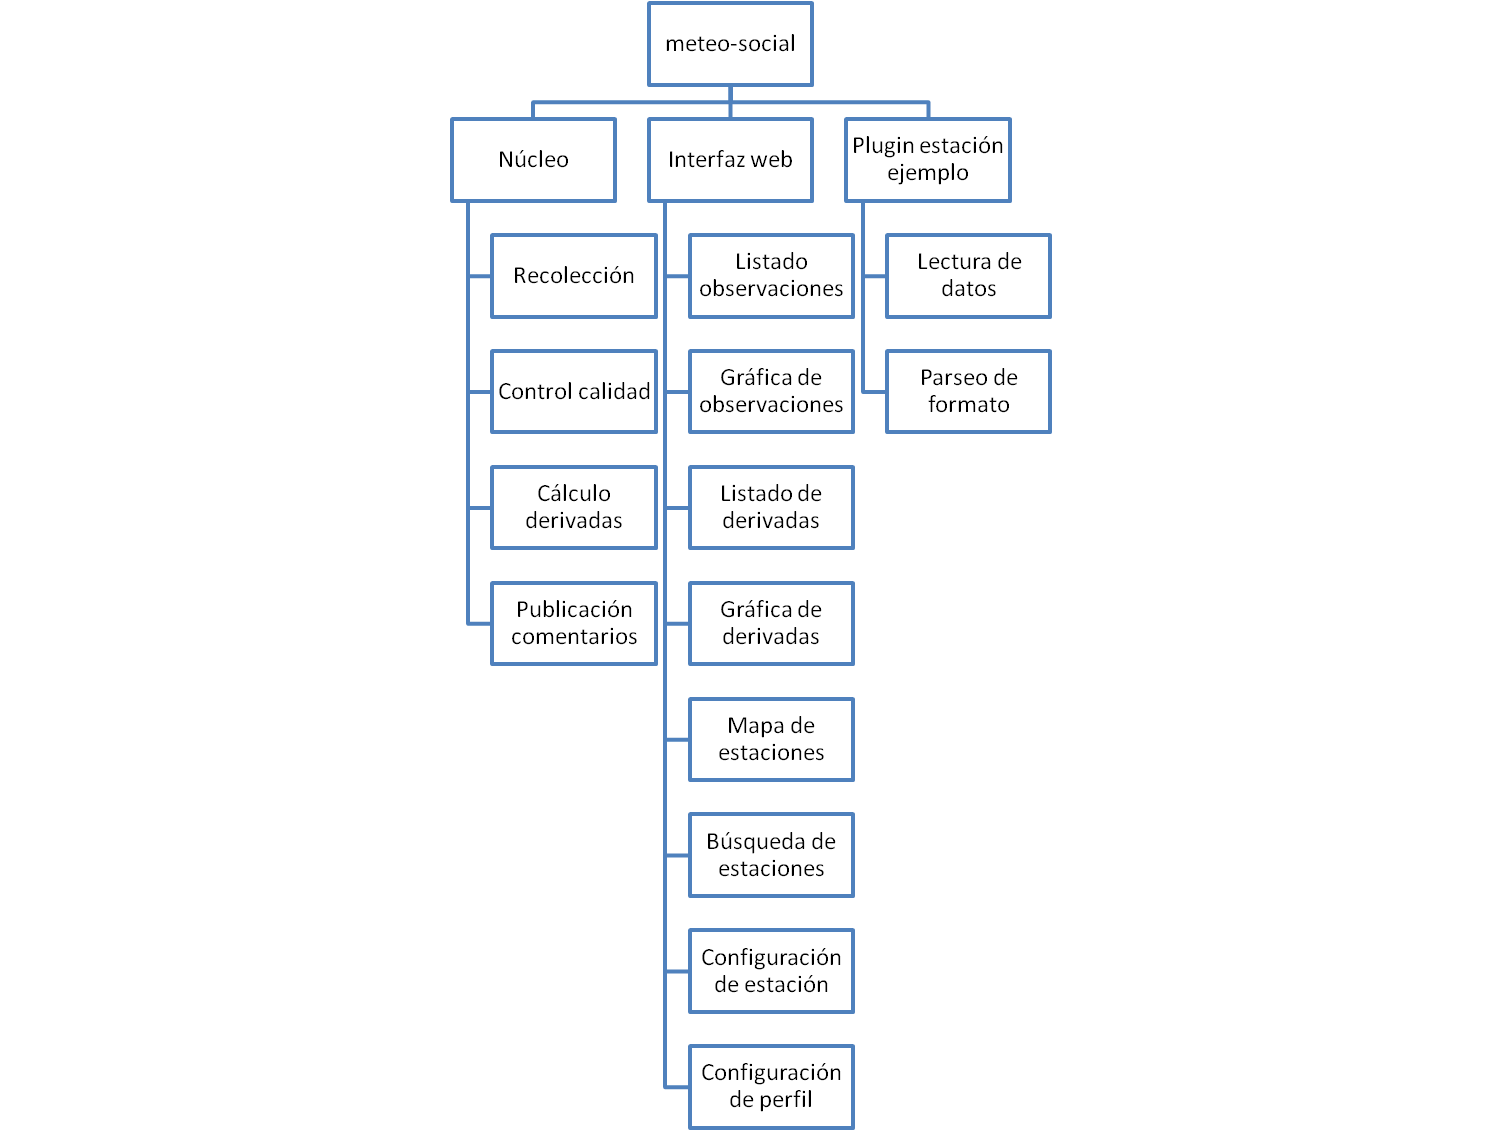 meteo-social
Núcleo
Interfaz web
Plugin estación
ejemplo
Recolección
Control calidad
Cálculo
derivadas
Publicación
comentarios
Listado
observaciones
Gráfica de
observaciones
Listado de
derivadas
Gráfica de
derivadas
Mapa de
estaciones
Búsqueda de
estaciones
Configuración
de estación
Configuración
de perfil
Lectura de
datos
Parseo de
formato